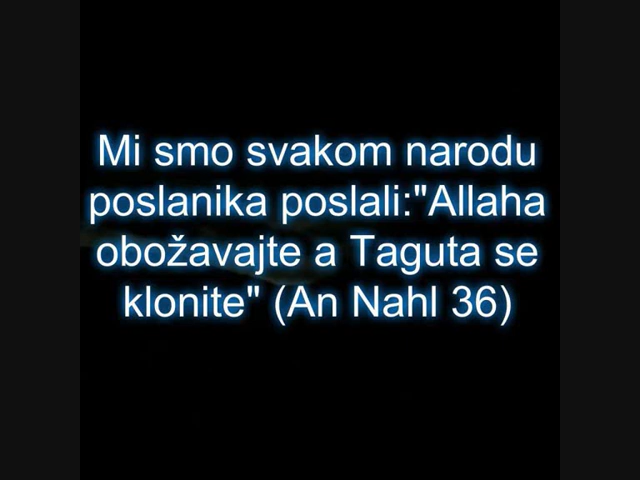 Mi smo svakom narodu
poslanika poslali:"Allaha
obožavajte a Taguta se
klonite" (An Nahl 36)